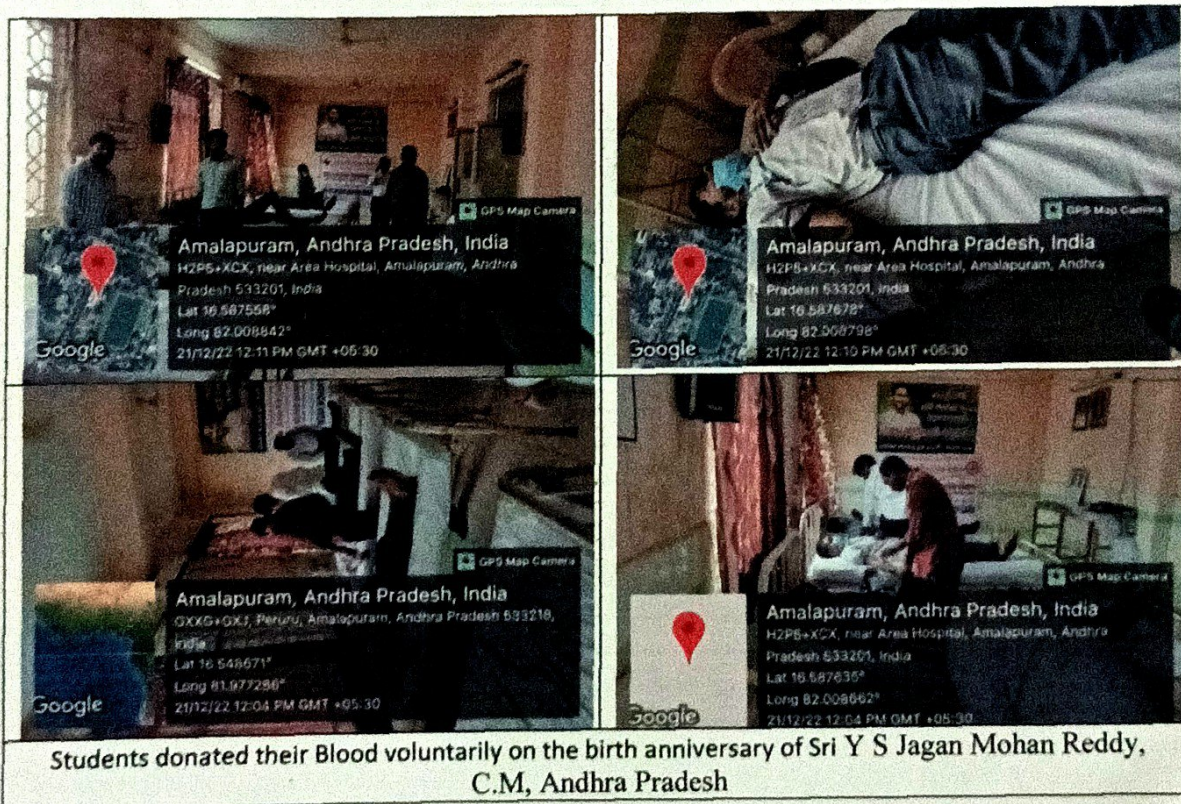 GPS Map Camera
Amalapuram, Andhra Pradesh, India
H2P5+XCX, near Area Hospital, Amalapuram, Andhra
Pradesh 533201, India
Lat 16.587558°
Long 82.008842°
21/12/22 12:11 PM GMT +05:30
Google
GPS Map Camera
Amalapuram, Andhra Pradesh, India
H2P5+XCX, near Area Hospital, Amalapuram, Andhra
Pradesh 533201, India
Lat 16.587678°
Long 82.008798°
21/12/22 12:10 PM GMT +05:30
Google
GPS Map Camera
Amalapuram, Andhra Pradesh, India
GXXG+GXJ, Peruru, Amalapuram, Andhra Pradesh 533218,
India
Lat 16.548671°
Long 81.977286°
21/12/22 12:04 PM GMT +05:30
Google
GPS Map Camera
Amalapuram, Andhra Pradesh, India
H2P5+XCX, near Area Hospital, Amalapuram, Andhra
Pradesh 533201, India
Lat 16.587635°
Long 82.008662°
21/12/22 12:04 PM GMT +05:30
Google
Students donated their Blood voluntarily on the birth anniversary of Sri Y S Jagan Mohan Reddy,
C.M, Andhra Pradesh